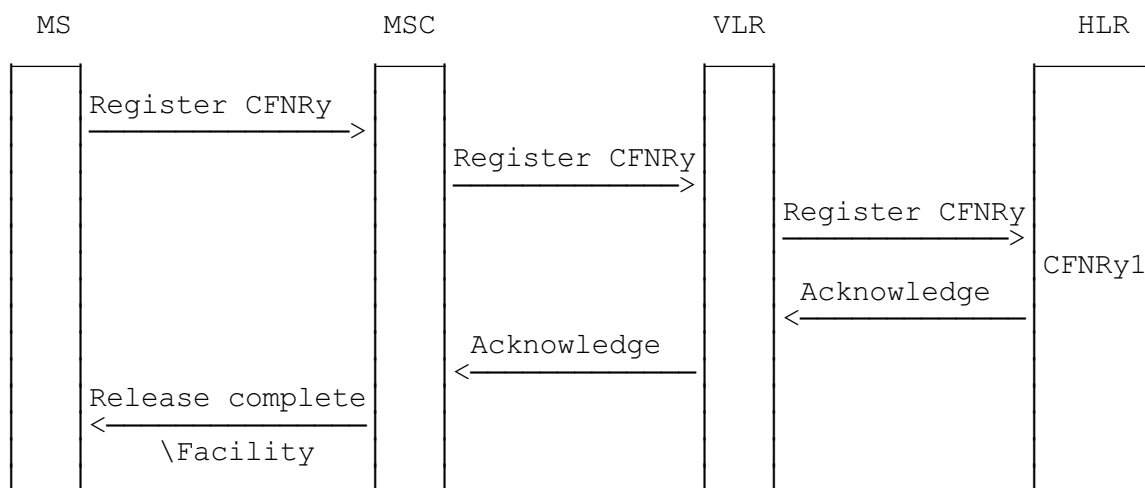 MS MSC VLR HLR
Register CFNRy
Register CFNRy
Register CFNRy
CFNRy1
Acknowledge
Acknowledge
Release complete
\Facility